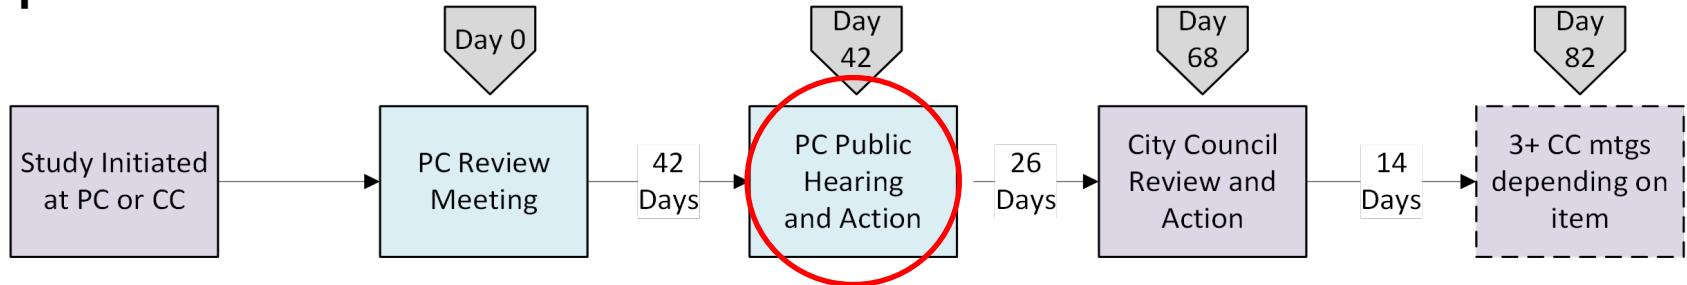 Day 0
Day
42
Day
68
Day
82
Study Initiated
at PC or CC
PC Review
Meeting
42
Days
PC Public
Hearing
and Action
26
Days
City Council
Review and
Action
14
Days
3+ CC mtgs
depending on
item